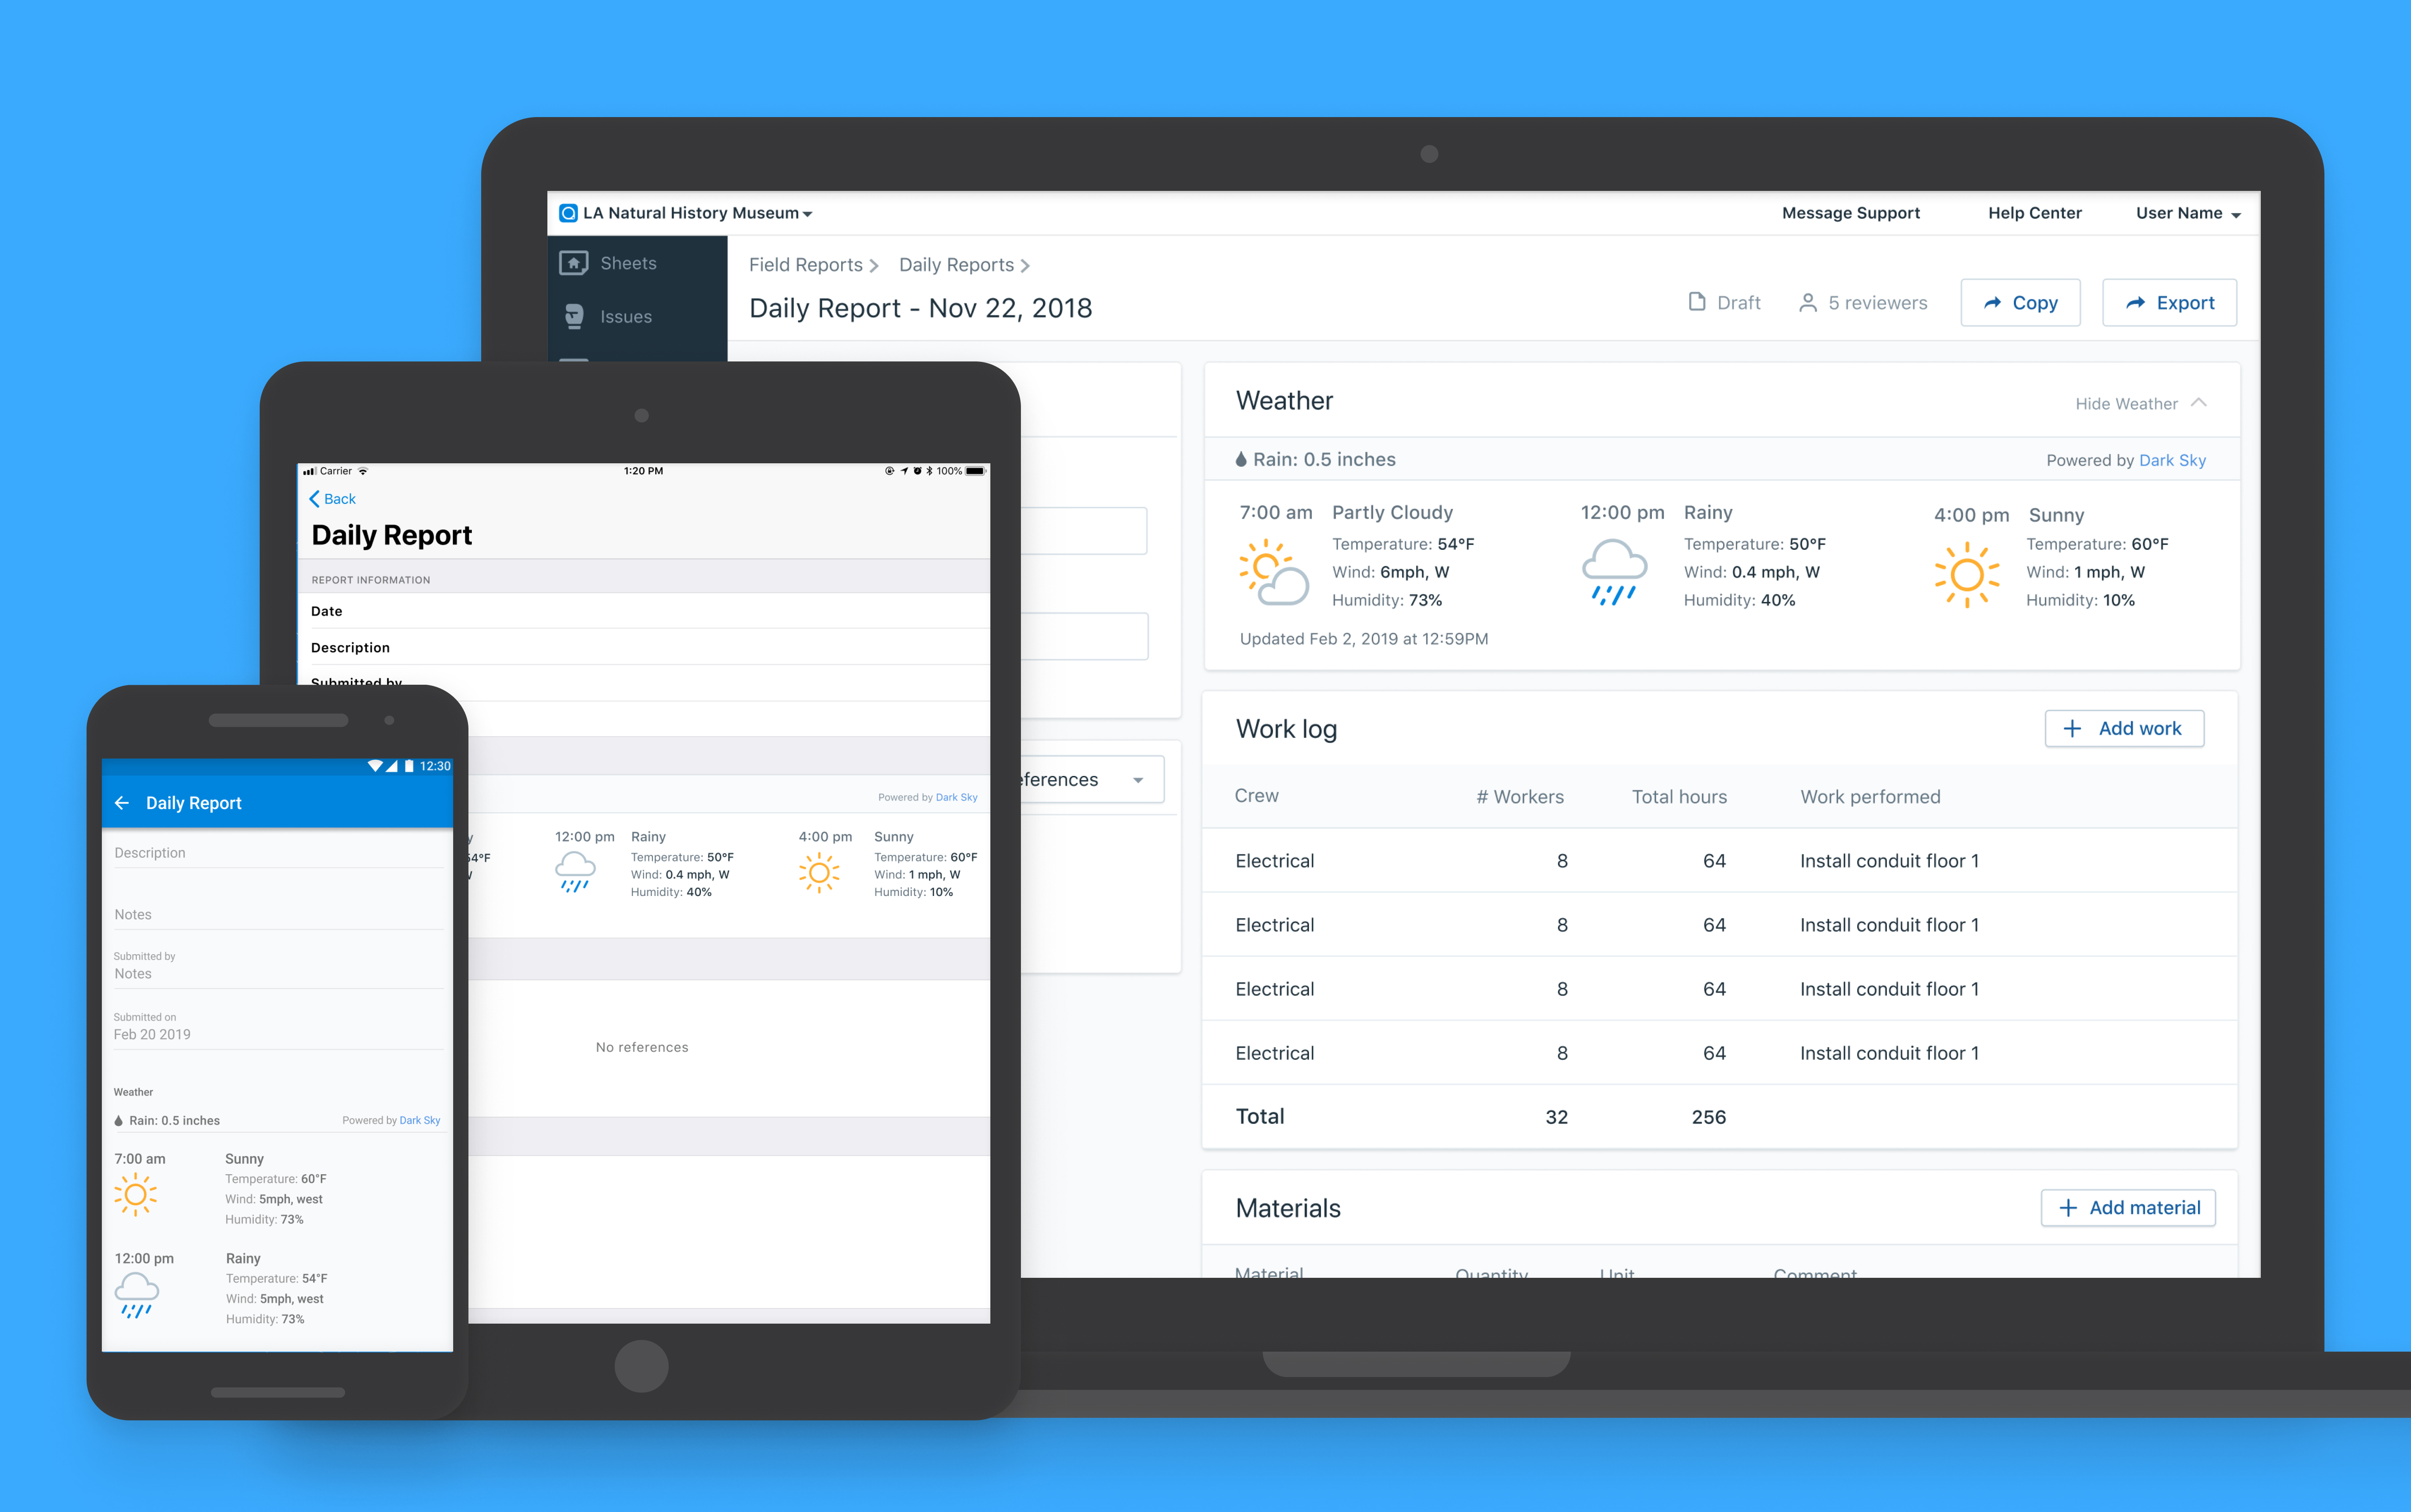 LA Natural History Museum
Message Support Help Center User Name
Sheets
Issues
Field Reports Daily Reports
Daily Report - Nov 22, 2018
Draft 5 reviewers Copy Export
Weather
Hide Weather
Rain: 0.5 inches
Powered by Dark Sky
7:00 am Partly Cloudy
Temperature: 54°F
Wind: 6mph, W
Humidity: 73%
12:00 pm Rainy
Temperature: 50°F
Wind: 0.4 mph, W
Humidity: 40%
4:00 pm Sunny
Temperature: 60°F
Wind: 1 mph, W
Humidity: 10%
Updated Feb 2, 2019 at 12:59PM
Work log
Add work
Crew # Workers Total hours Work performed
Electrical 8 64 Install conduit floor 1
Electrical 8 64 Install conduit floor 1
Electrical 8 64 Install conduit floor 1
Electrical 8 64 Install conduit floor 1
Total 32 256
Materials
Add material
Material Quantity Unit Comment
eferences
Carrier 1:20 PM 100%
Back
Daily Report
REPORT INFORMATION
Date
Description
Submitted by
Powered by Dark Sky
54°F
12:00 pm Rainy
Temperature: 50°F
Wind: 0.4 mph, W
Humidity: 40%
4:00 pm Sunny
Temperature: 60°F
Wind: 1 mph, W
Humidity: 10%
No references
12:30
Daily Report
Description
Notes
Submitted by
Notes
Submitted on
Feb 20 2019
Weather
Rain: 0.5 inches
Powered by Dark Sky
7:00 am Sunny
Temperature: 60°F
Wind: 5mph, west
Humidity: 73%
12:00 pm Rainy
Temperature: 54°F
Wind: 5mph, west
Humidity: 73%